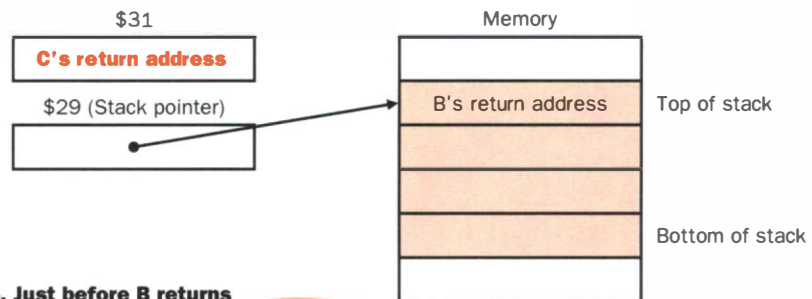 $31
Memory
C's return address
$29 (Stack pointer)
B's return address
Top of stack
Bottom of stack
. Just before B returns